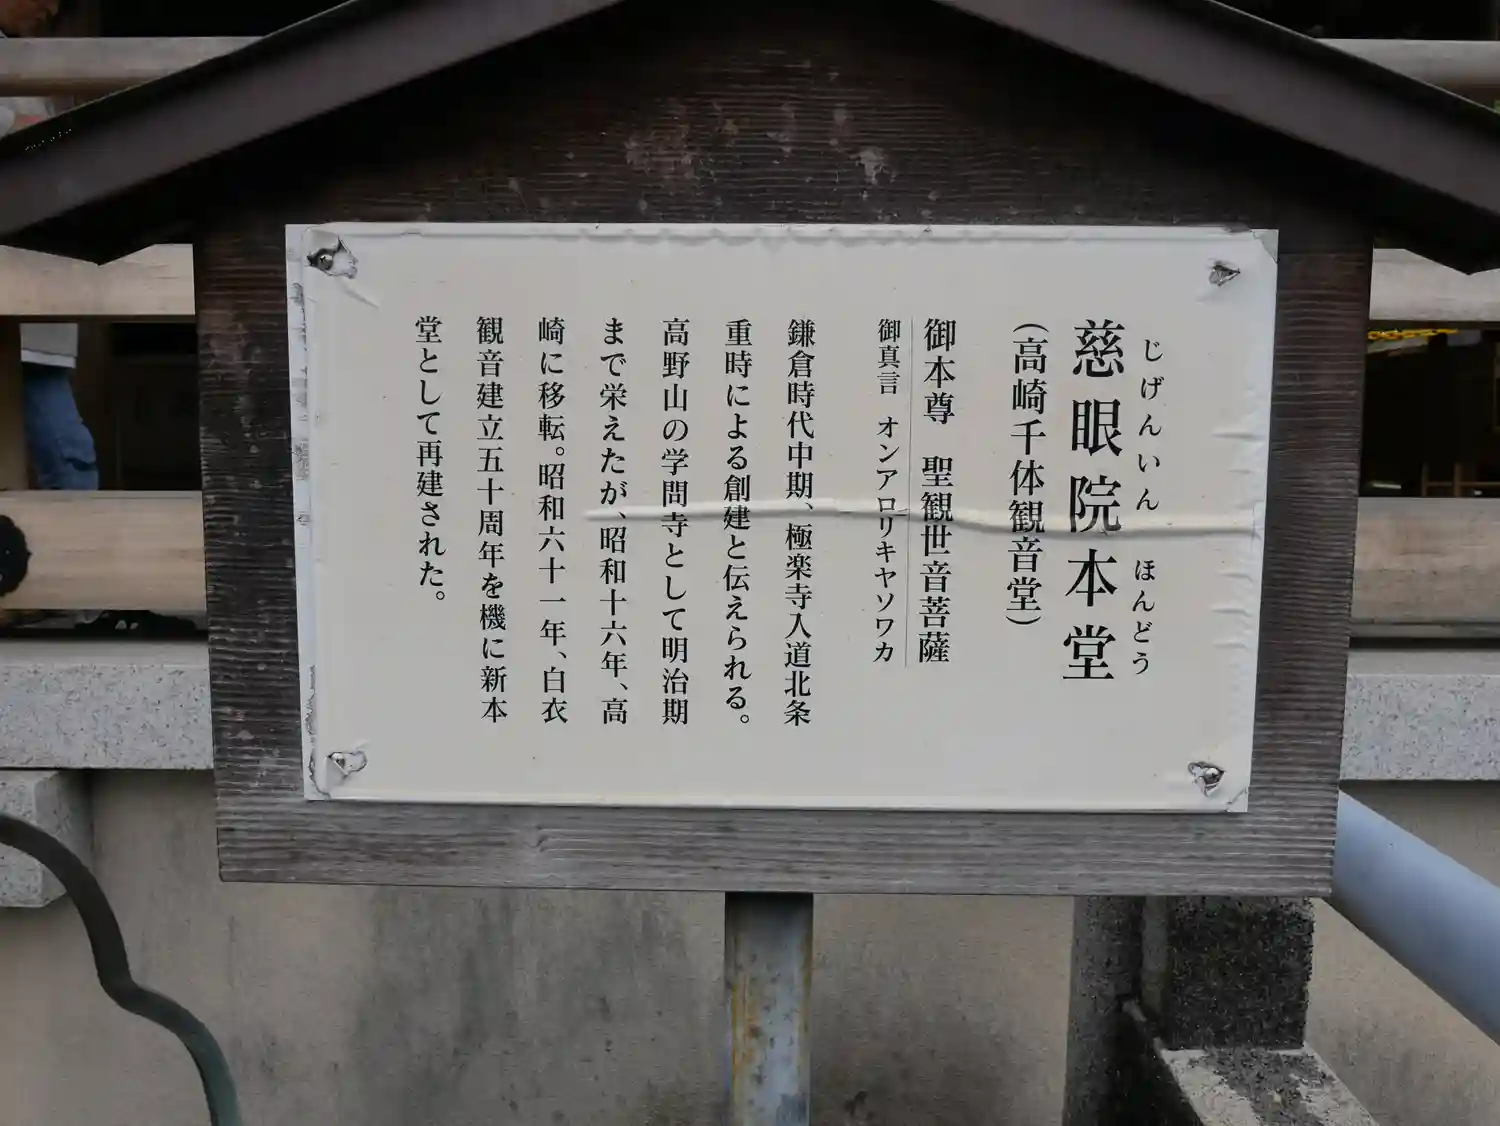 じげんいん ほんどう
慈眼院本堂
(高崎千体観音堂)
御本尊 聖観世音菩薩
御真言 オンアロリキヤソワカ
鎌倉時代中期、極楽寺入道北条
重時による創建と伝えられる。
高野山の学問寺として明治期
まで栄えたが、昭和十六年、高
崎に移転。昭和六十一年、白衣
観音建立五十周年を機に新本
堂として再建された。